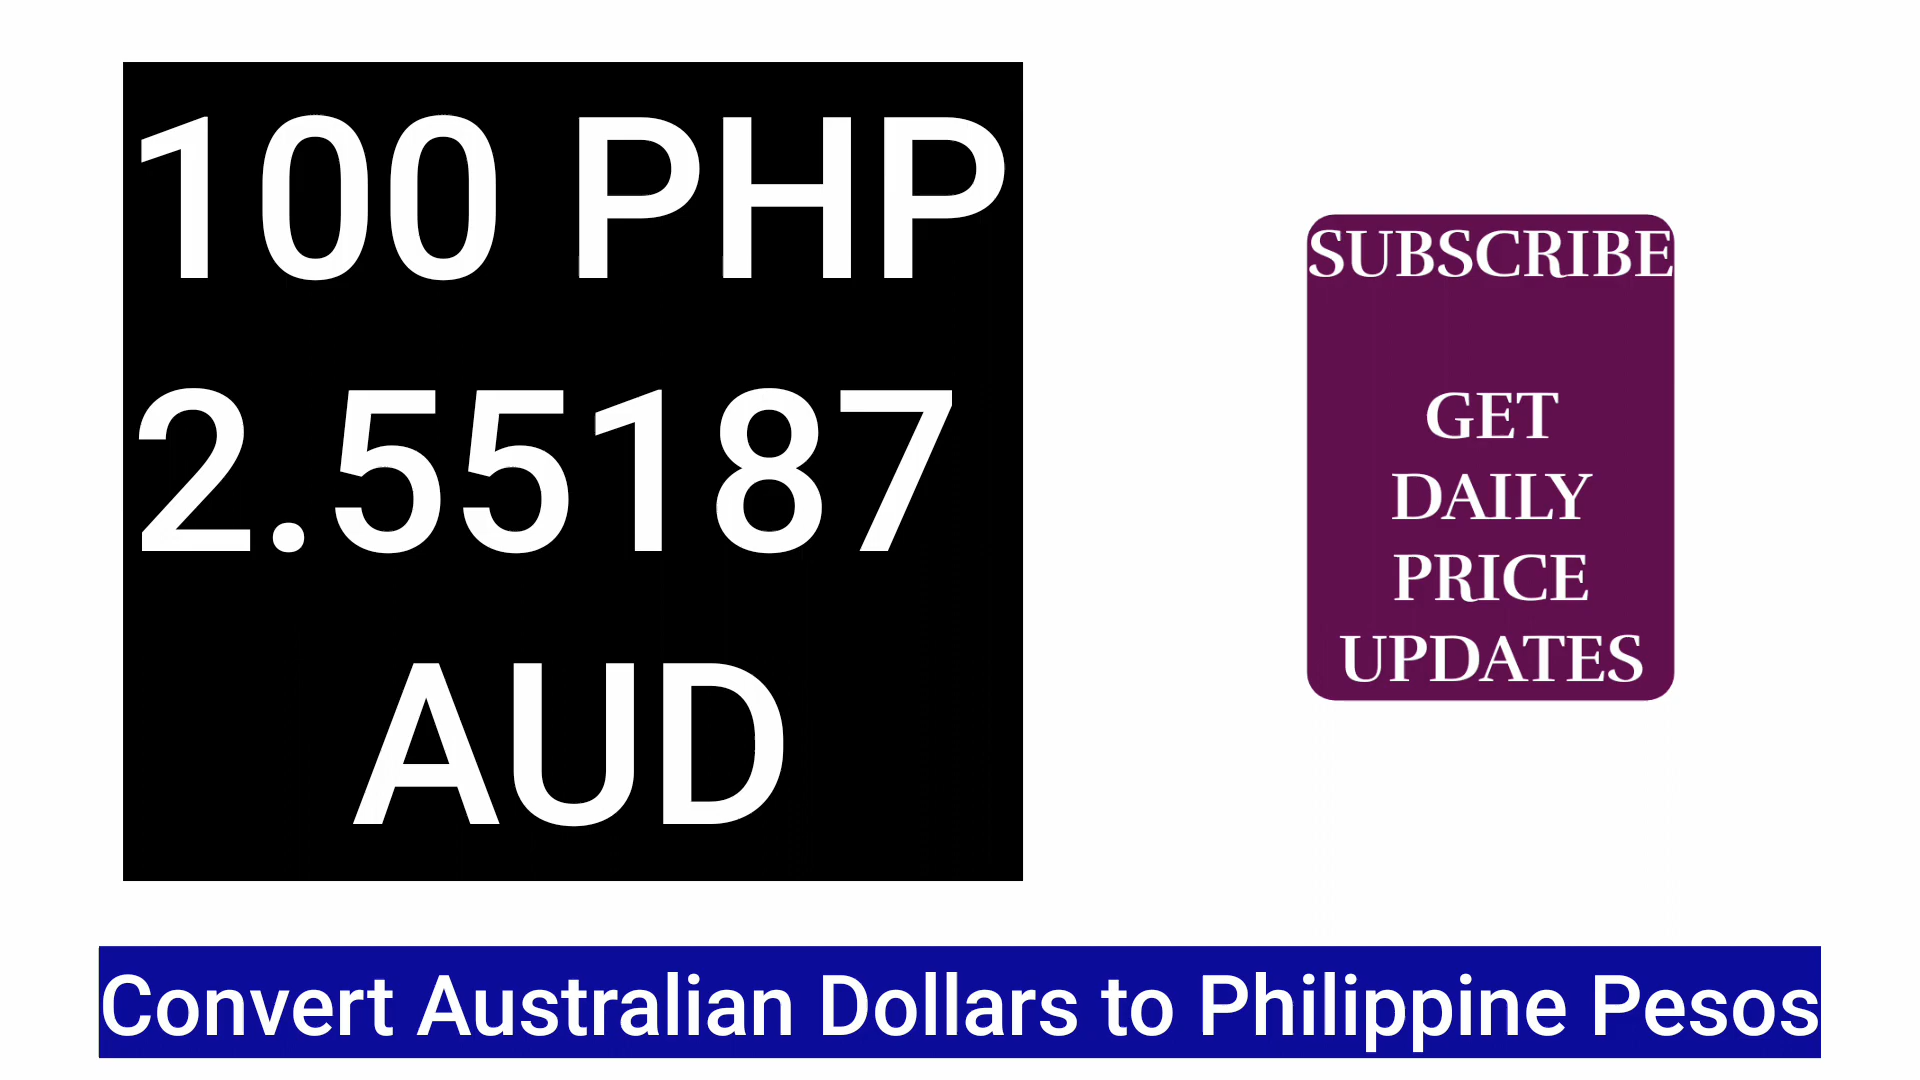 100 PHP
2.55187
AUD
SUBSCRIBE
GET
DAILY
PRICE
UPDATES
Convert Australian Dollars to Philippine Pesos